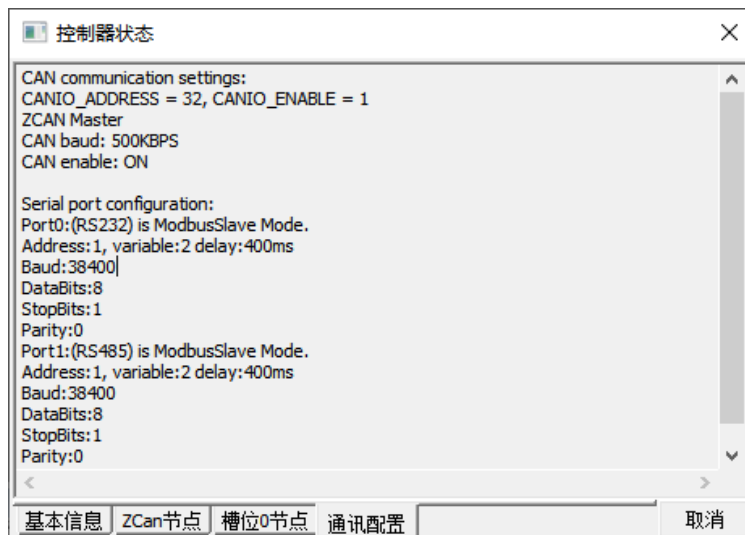 控制器状态
CAN communication settings:
CANIO_ADDRESS = 32, CANIO_ENABLE = 1
ZCAN Master
CAN baud: 500KBPS
CAN enable: ON
Serial port configuration:
Port0:(RS232) is ModbusSlave Mode.
Address:1, variable:2 delay:400ms
Baud:38400
DataBits:8
StopBits:1
Parity:0
Port1:(RS485) is ModbusSlave Mode.
Address:1, variable:2 delay:400ms
Baud:38400
DataBits:8
StopBits:1
Parity:0
基本信息 ZCan节点 槽位0节点 通讯配置 取消